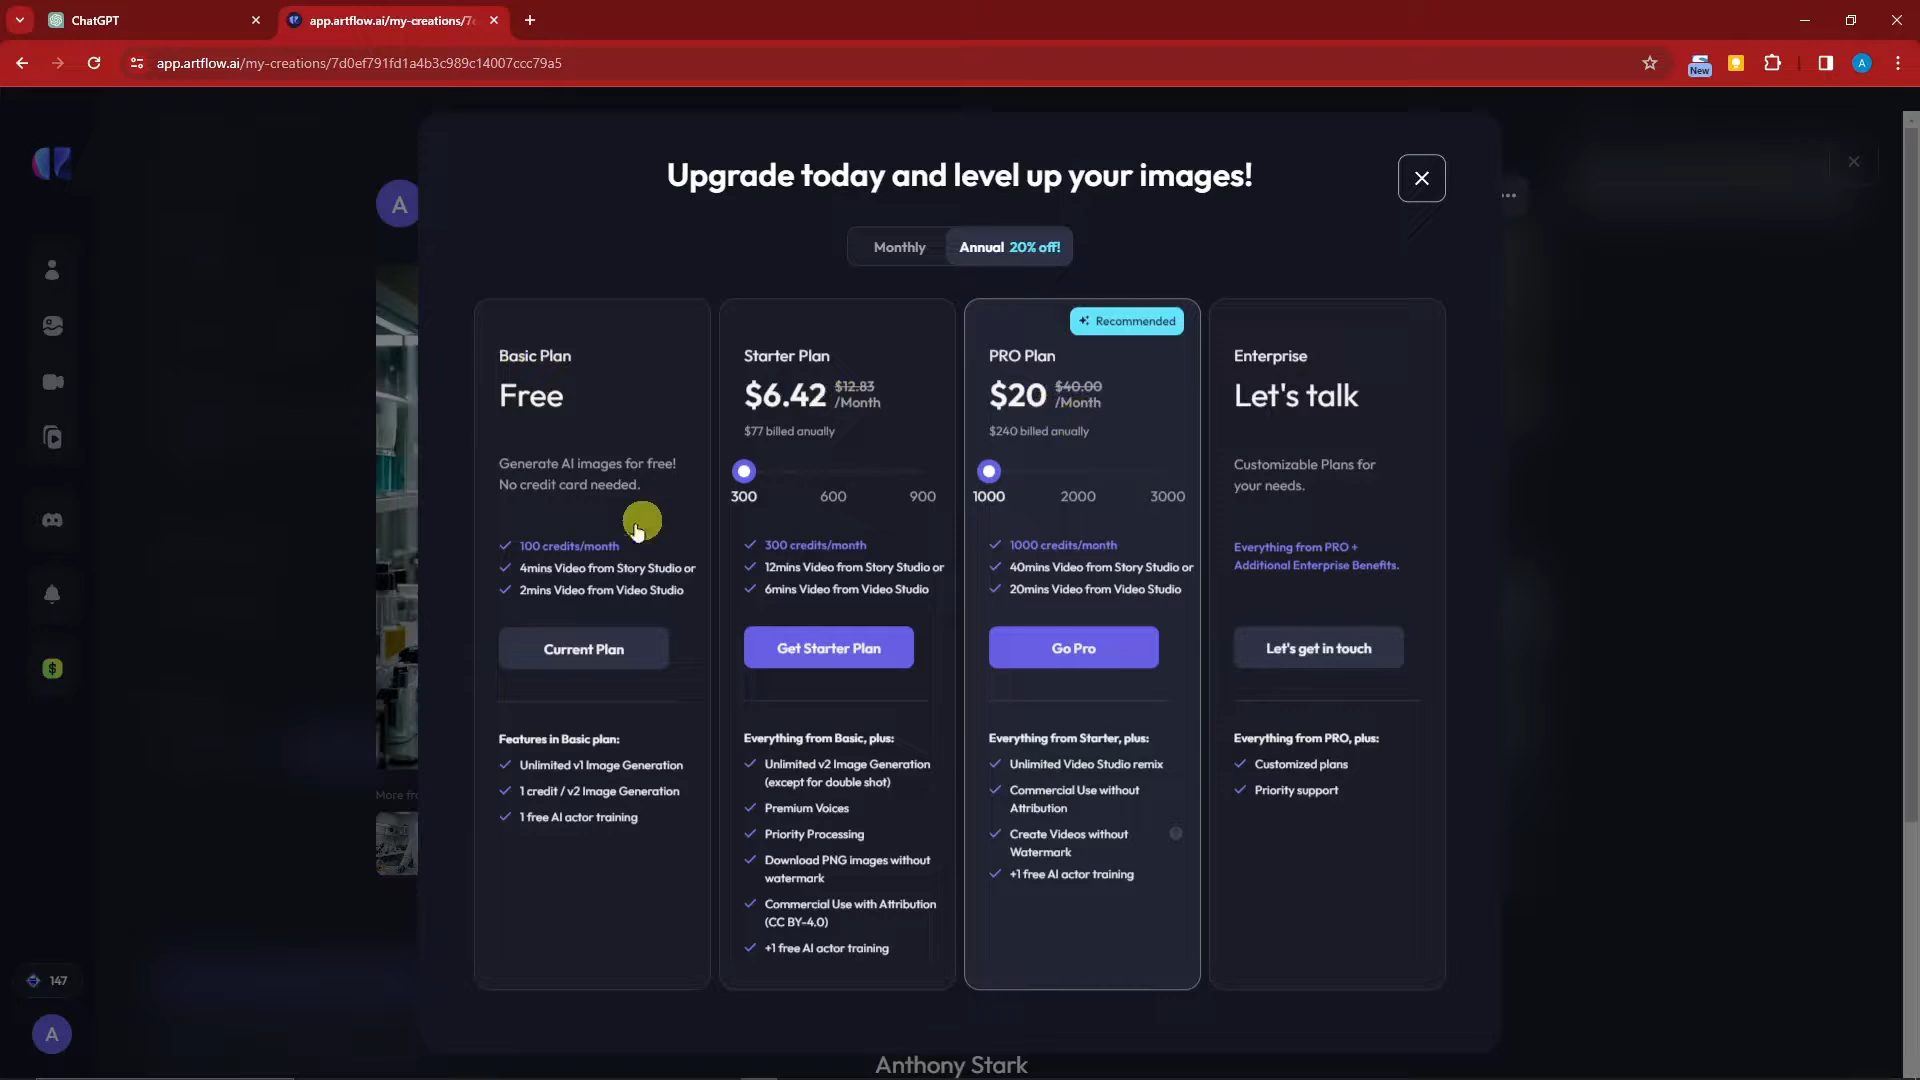 ChatGPT
app.artflow.ai/my-creations/7
app.artflow.ai/my-creations/7d0ef791fd1a4b3c989c14007ccc79a5
New
A
A
Upgrade today and level up your images!
Monthly
Annual 20% off!
Basic Plan
Free
Generate AI images for free!
No credit card needed.
100 credits/month
4mins Video from Story Studio or
2mins Video from Video Studio
Current Plan
Features in Basic plan:
Unlimited v1 Image Generation
1 credit / v2 Image Generation
1 free AI actor training
Starter Plan
$6.42 $12.83
/Month
$77 billed anually
300 600 900
300 credits/month
12mins Video from Story Studio or
6mins Video from Video Studio
Get Starter Plan
Everything from Basic, plus:
Unlimited v2 Image Generation
(except for double shot)
Premium Voices
Priority Processing
Download PNG images without
watermark
Commercial Use with Attribution
(CC BY-4.0)
+1 free AI actor training
Recommended
PRO Plan
$20 $40.00
/Month
$240 billed anually
1000 2000 3000
1000 credits/month
40mins Video from Story Studio or
20mins Video from Video Studio
Go Pro
Everything from Starter, plus:
Unlimited Video Studio remix
Commercial Use without
Attribution
Create Videos without
Watermark
+1 free AI actor training
Enterprise
Let's talk
Customizable Plans for
your needs.
Everything from PRO +
Additional Enterprise Benefits.
Let's get in touch
Everything from PRO, plus:
Customized plans
Priority support
More fro
147
A
Anthony Stark